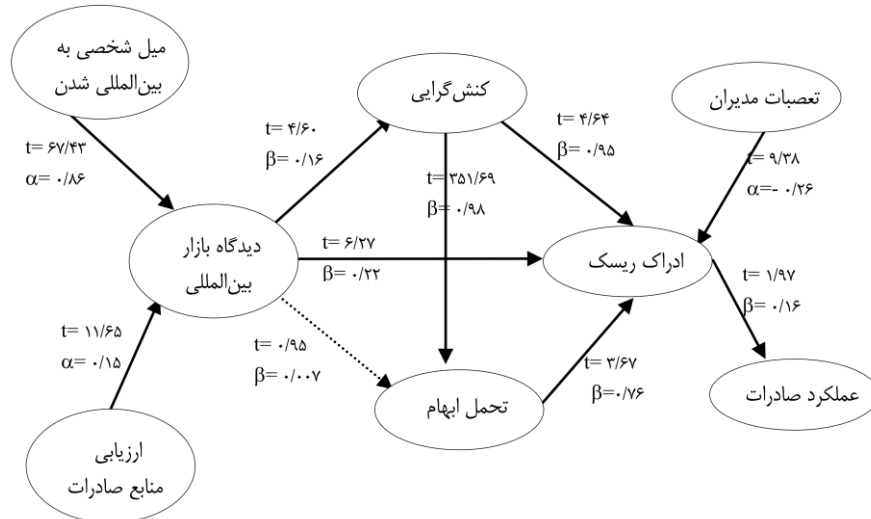 میل شخصی به
بین‌المللی شدن
کنش‌گرایی
تعصبات مدیران
t= ۶۷/۴۳
α= ۰/۸۶
t= ۴/۶۰
β= ۰/۱۶
t= ۴/۶۴
β= ۰/۹۵
t= ۹/۳۸
α=- ۰/۲۶
t= ۳۵۱/۶۹
β= ۰/۹۸
دیدگاه بازار
بین‌المللی
t= ۶/۲۷
β= ۰/۲۲
ادراک ریسک
t= ۱/۹۷
β= ۰/۱۶
t= ۱۱/۶۵
α= ۰/۱۵
t= ۰/۹۵
β= ۰/۰۰۷
t= ۳/۶۷
β=۰/۷۶
تحمل ابهام
عملکرد صادرات
ارزیابی
منابع صادرات